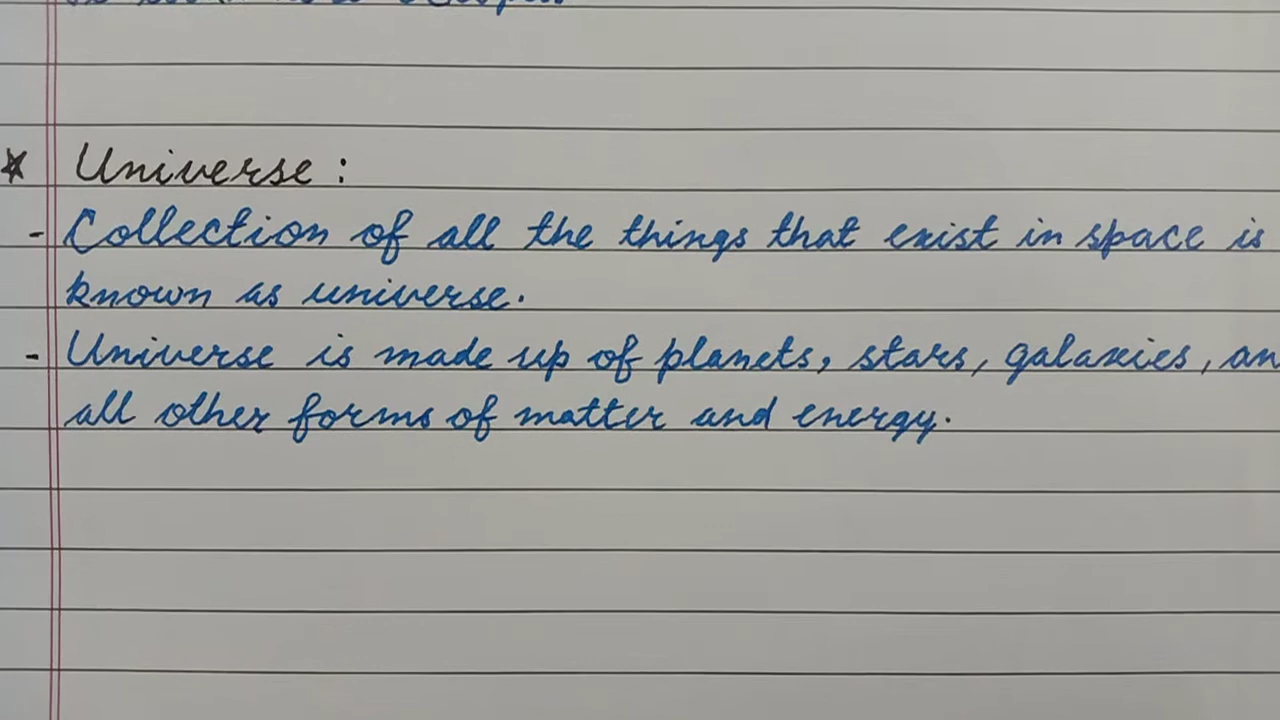 * Universe :
- Collection of all the things that exist in space is
known as universe.
- Universe is made up of planets, stars, galaxies, an
all other forms of matter and energy.